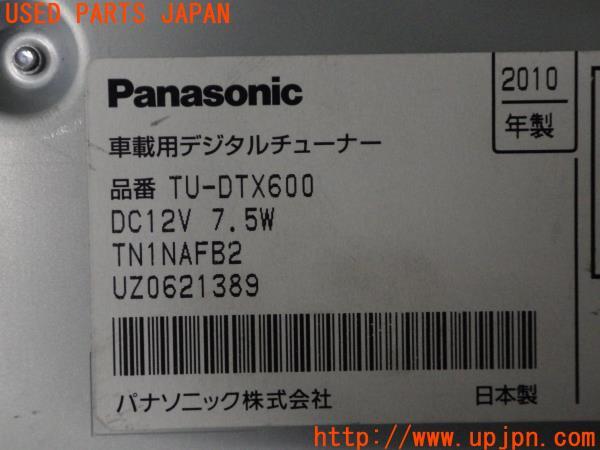 USED PARTS JAPAN
Panasonic
2010
年製
車載用デジタルチューナー
品番 TU-DTX600
DC12V 7.5W
TN1NAFB2
UZ0621389
パナソニック株式会社
日本製
http://www.upjpn.com/